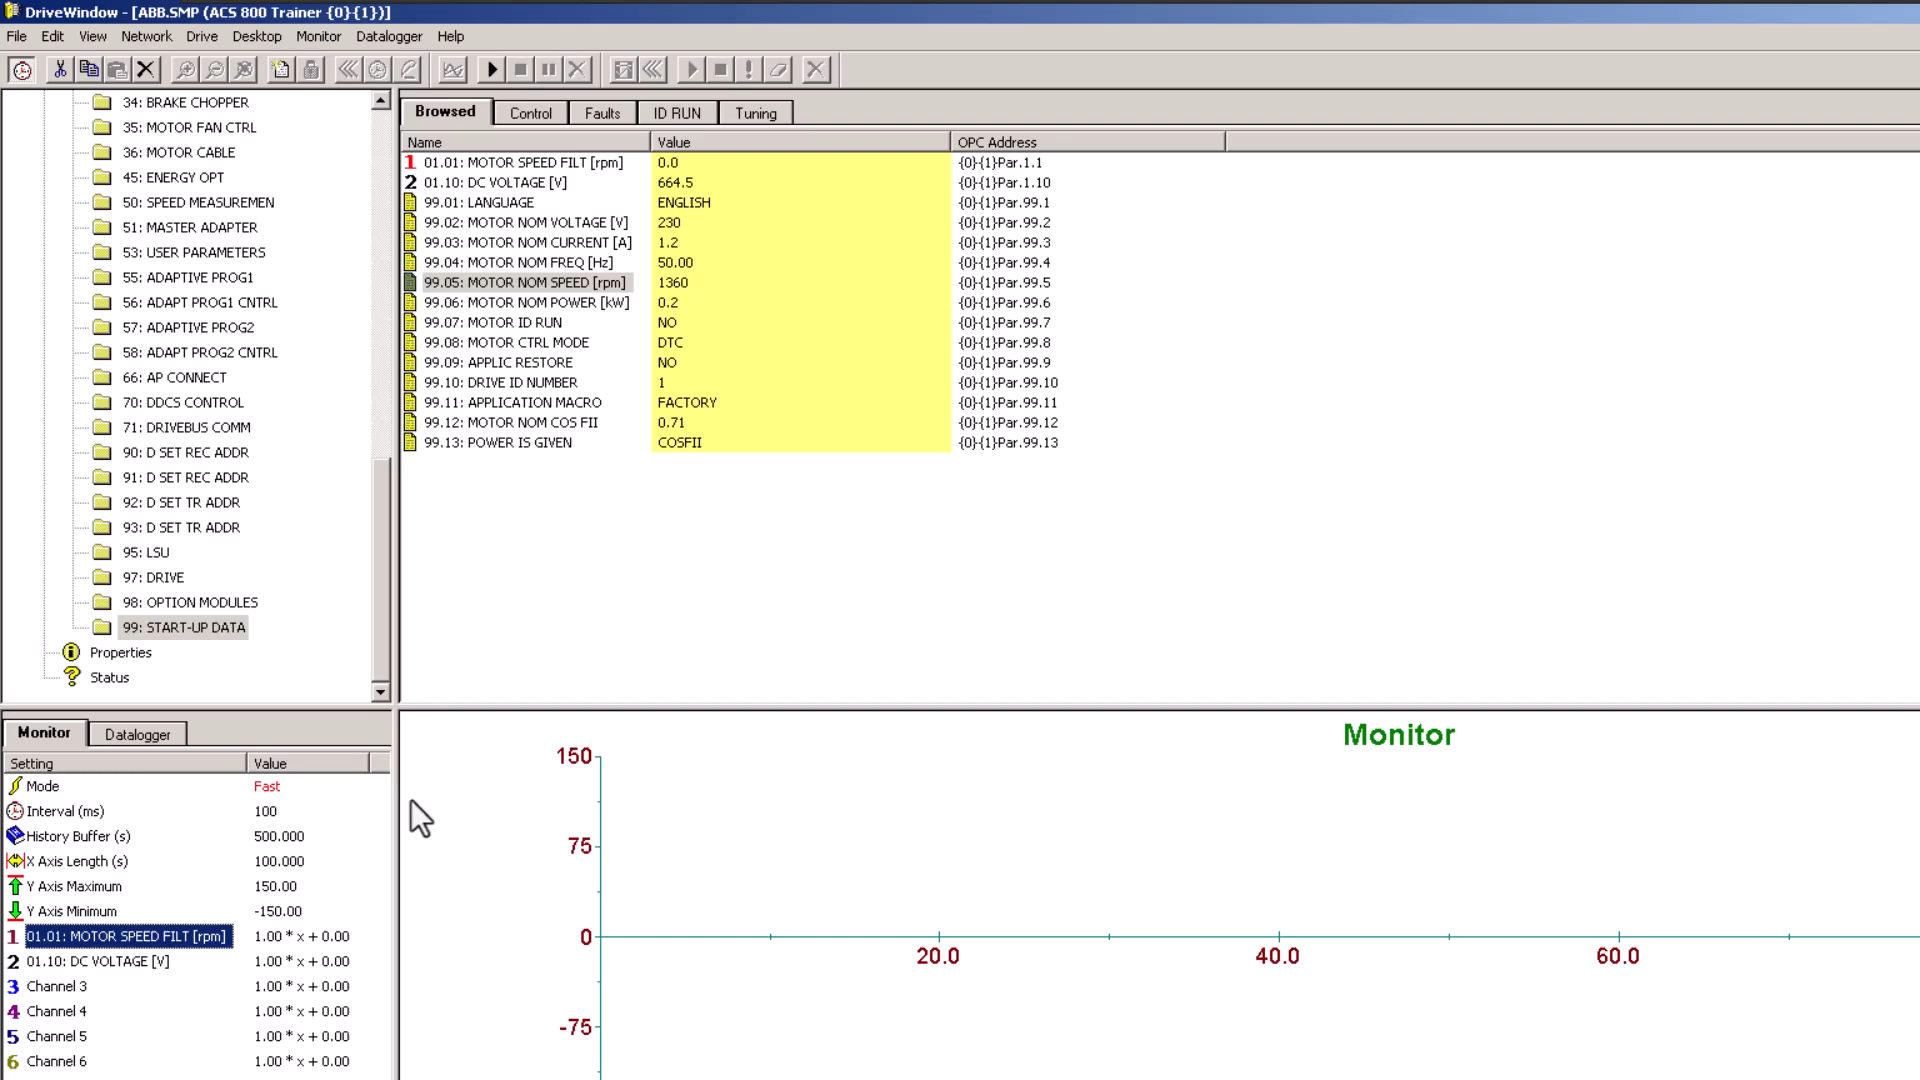 DriveWindow - [ABB.SMP (ACS 800 Trainer {0}{1})]
File Edit View Network Drive Desktop Monitor Datalogger Help
34: BRAKE CHOPPER
35: MOTOR FAN CTRL
36: MOTOR CABLE
45: ENERGY OPT
50: SPEED MEASUREMEN
51: MASTER ADAPTER
53: USER PARAMETERS
55: ADAPTIVE PROG1
56: ADAPT PROG1 CNTRL
57: ADAPTIVE PROG2
58: ADAPT PROG2 CNTRL
66: AP CONNECT
70: DDCS CONTROL
71: DRIVEBUS COMM
90: D SET REC ADDR
91: D SET REC ADDR
92: D SET TR ADDR
93: D SET TR ADDR
95: LSU
97: DRIVE
98: OPTION MODULES
99: START-UP DATA
Properties
Status
Browsed Control Faults ID RUN Tuning
Name Value OPC Address
1 01.01: MOTOR SPEED FILT [rpm] 0.0 {0}{1}Par.1.1
2 01.10: DC VOLTAGE [V] 664.5 {0}{1}Par.1.10
99.01: LANGUAGE ENGLISH {0}{1}Par.99.1
99.02: MOTOR NOM VOLTAGE [V] 230 {0}{1}Par.99.2
99.03: MOTOR NOM CURRENT [A] 1.2 {0}{1}Par.99.3
99.04: MOTOR NOM FREQ [Hz] 50.00 {0}{1}Par.99.4
99.05: MOTOR NOM SPEED [rpm] 1360 {0}{1}Par.99.5
99.06: MOTOR NOM POWER [kW] 0.2 {0}{1}Par.99.6
99.07: MOTOR ID RUN NO {0}{1}Par.99.7
99.08: MOTOR CTRL MODE DTC {0}{1}Par.99.8
99.09: APPLIC RESTORE NO {0}{1}Par.99.9
99.10: DRIVE ID NUMBER 1 {0}{1}Par.99.10
99.11: APPLICATION MACRO FACTORY {0}{1}Par.99.11
99.12: MOTOR NOM COS FII 0.71 {0}{1}Par.99.12
99.13: POWER IS GIVEN COSFII {0}{1}Par.99.13
Monitor Datalogger
Setting Value
Mode Fast
Interval (ms) 100
History Buffer (s) 500.000
X Axis Length (s) 100.000
Y Axis Maximum 150.00
Y Axis Minimum -150.00
1 01.01: MOTOR SPEED FILT [rpm] 1.00 * x + 0.00
2 01.10: DC VOLTAGE [V] 1.00 * x + 0.00
3 Channel 3 1.00 * x + 0.00
4 Channel 4 1.00 * x + 0.00
5 Channel 5 1.00 * x + 0.00
6 Channel 6 1.00 * x + 0.00
Monitor
150
75
0
20.0 40.0 60.0
-75